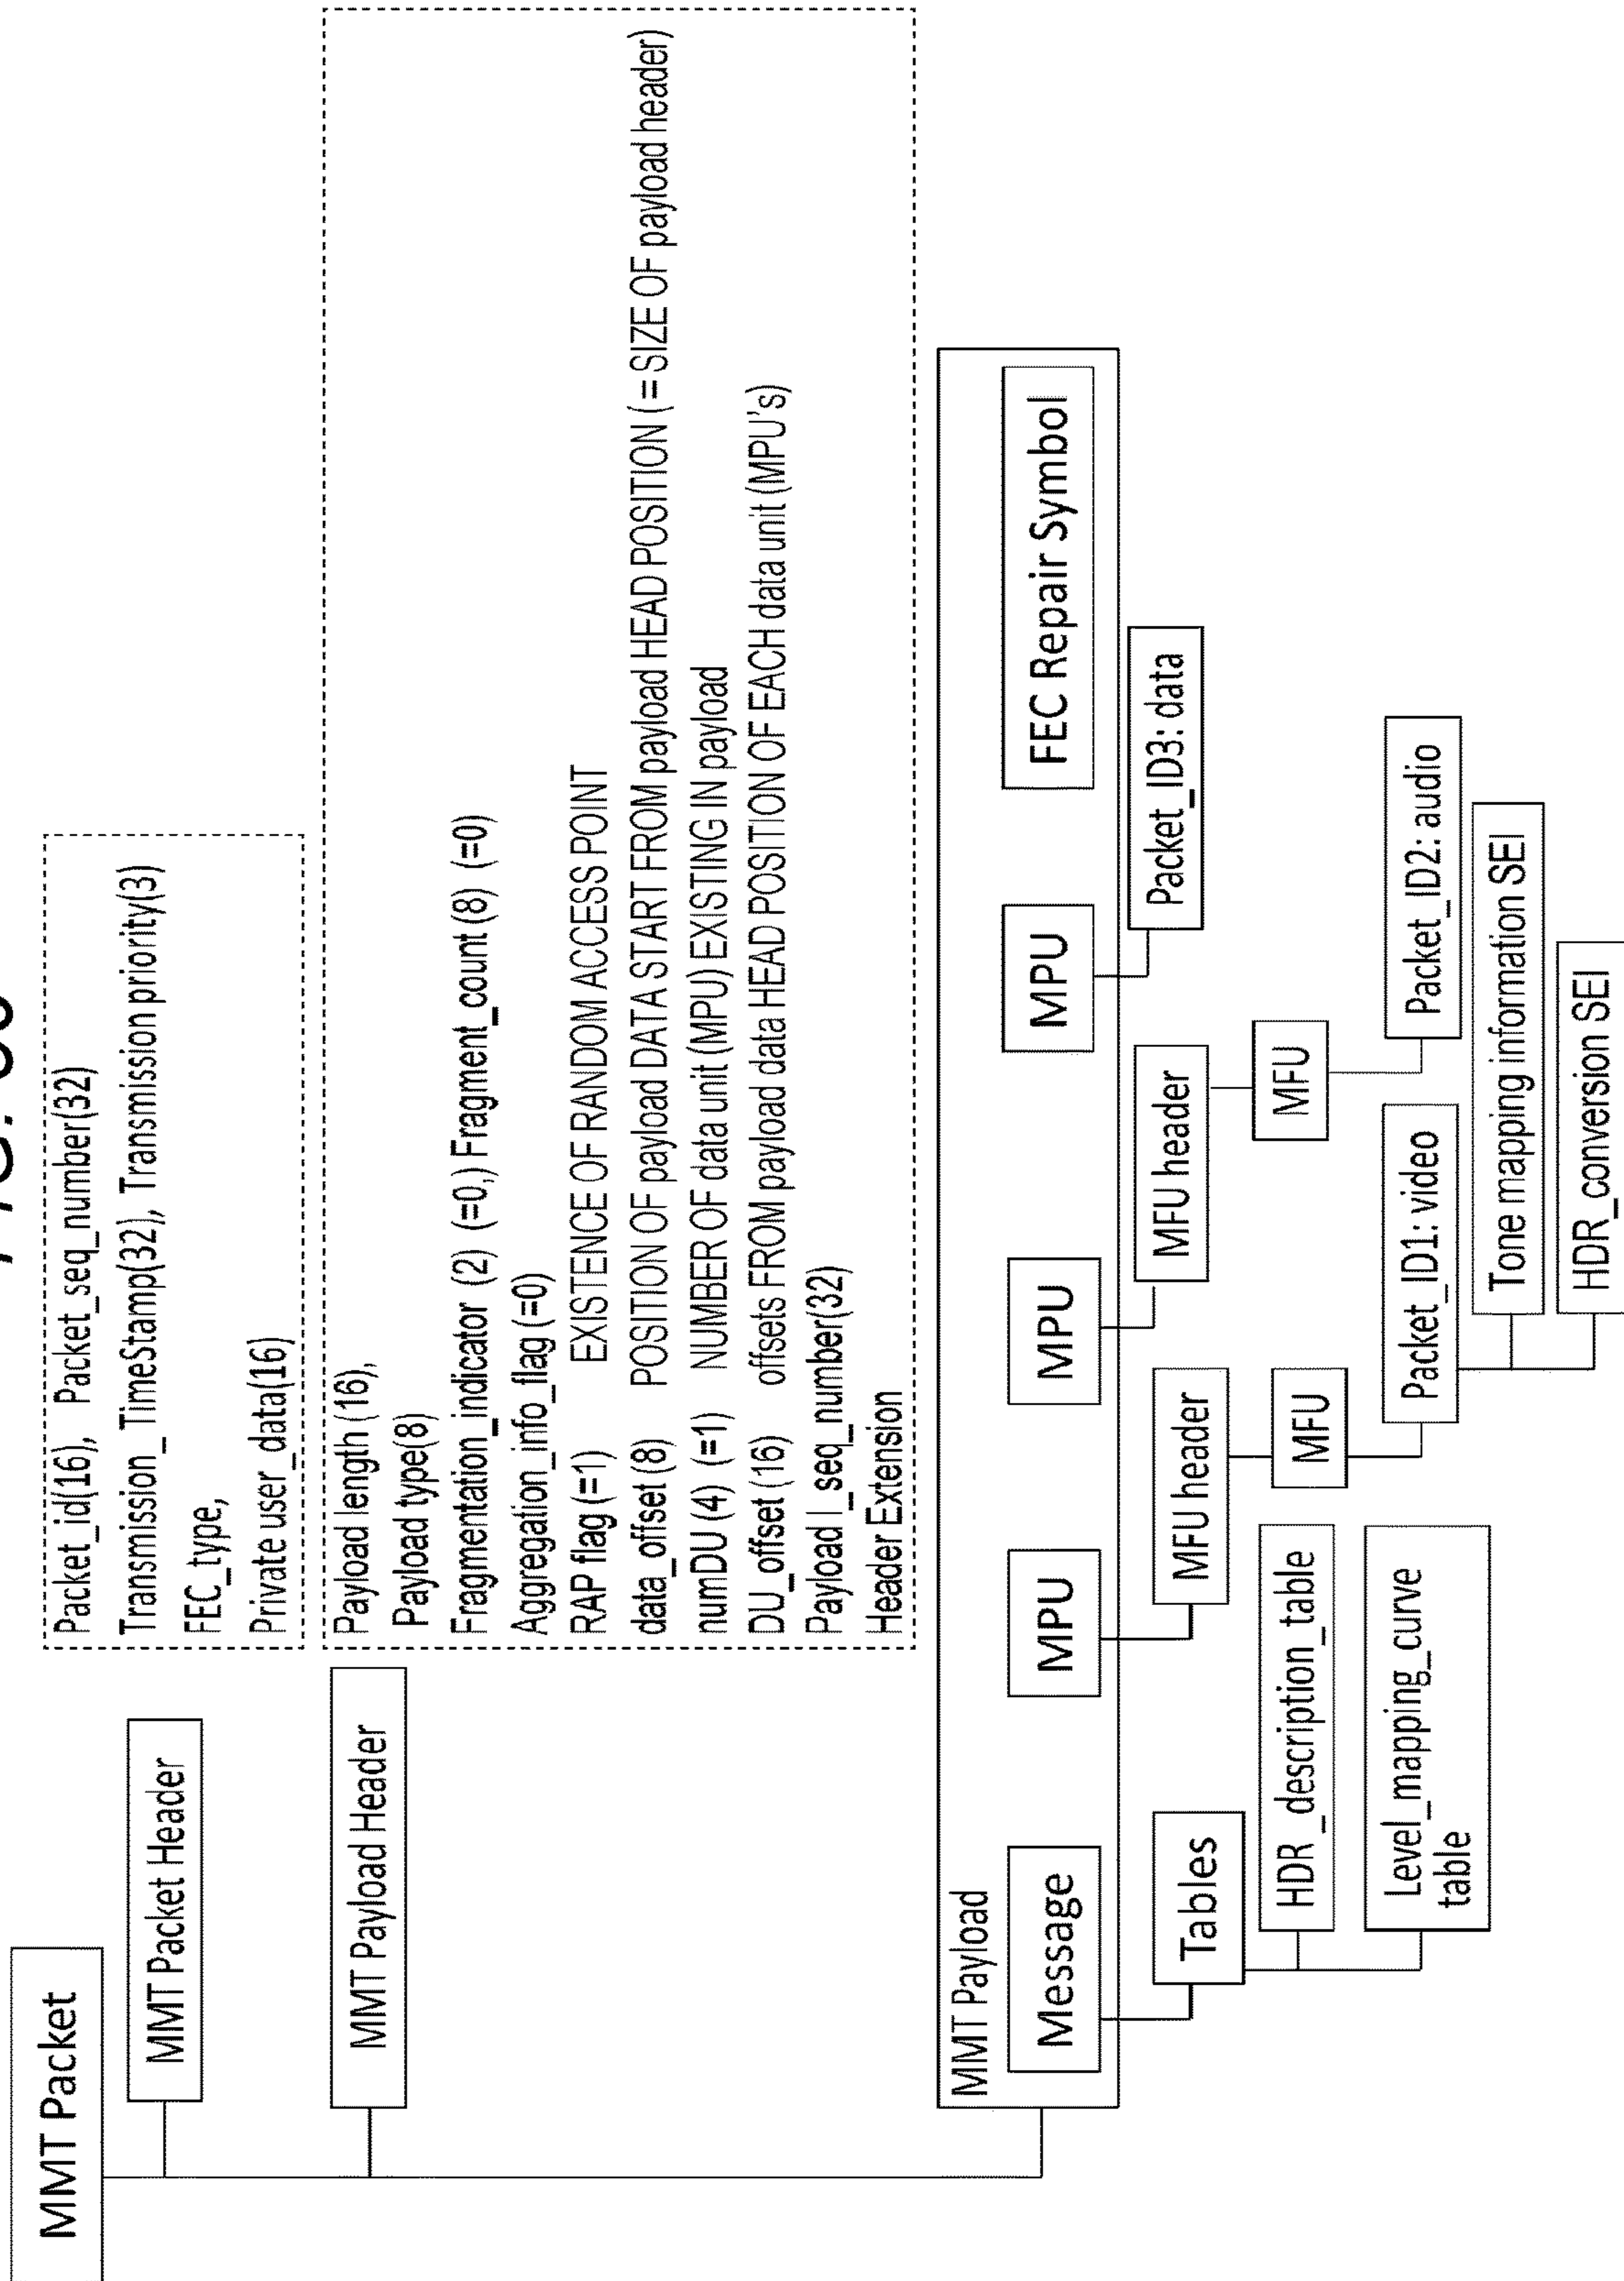 MMT Packet
MMT Packet Header
Packet_id(16), Packet_seq_number(32)
Transmission_TimeStamp(32), Transmission priority(3)
FEC_type,
Private user_data(16)
MMT Payload Header
Payload length (16),
Payload type(8)
Fragmentation_indicator (2) (=0,) Fragment_count (8) (=0)
Aggregation_info_flag (=0)
RAP flag (=1) EXISTENCE OF RANDOM ACCESS POINT
data_offset (8) POSITION OF payload DATA START FROM payload HEAD POSITION ( = SIZE OF payload header)
numDU (4) (=1) NUMBER OF data unit (MPU) EXISTING IN payload
DU_offset (16) offsets FROM payload data HEAD POSITION OF EACH data unit (MPU's)
Payload l_seq_number(32)
Header Extension
MMT Payload
Message
MPU
MPU
MPU
FEC Repair Symbol
Tables
MFU header
MFU header
Packet_ID3: data
HDR_description_table
MFU
MFU
Level_mapping_curve
table
Packet_ID1: video
Packet_ID2: audio
Tone mapping information SEI
HDR_conversion SEI